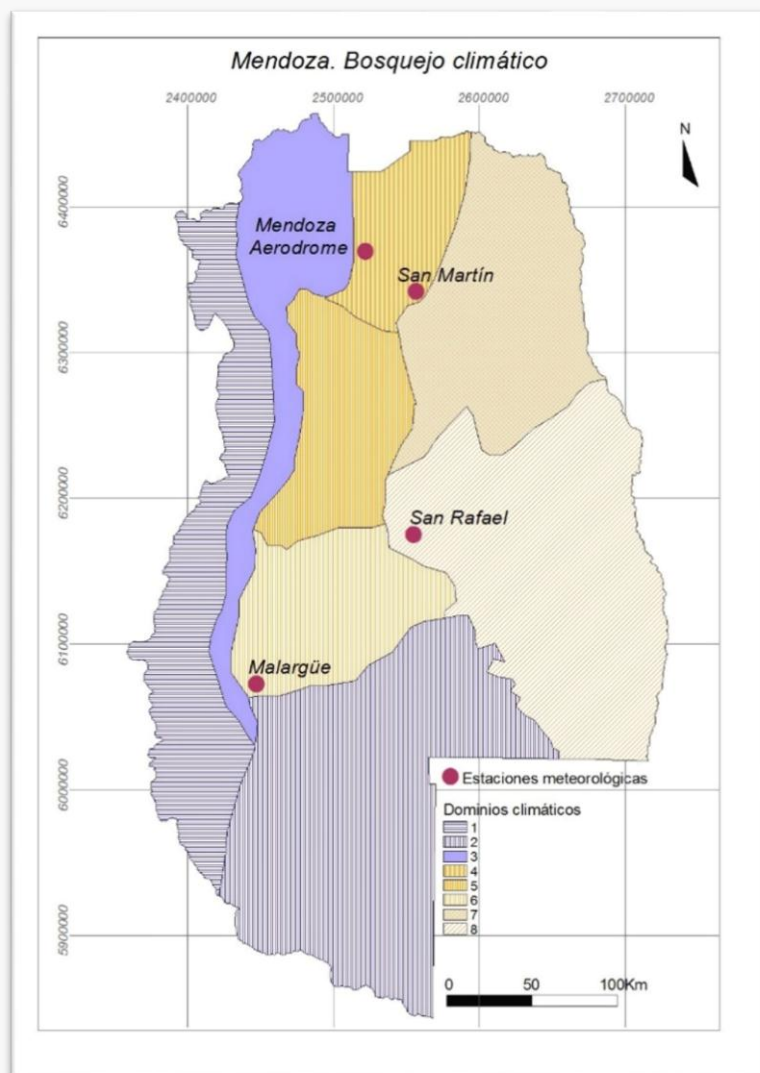 Mendoza. Bosquejo climático
2400000 2500000 2600000 2700000
N
6400000
Mendoza
Aerodrome
San Martín
6300000
6200000
San Rafael
6100000
Malargüe
6000000
Estaciones meteorológicas
Dominios climáticos
1
2
3
4
5
6
7
8
5900000
0 50 100Km